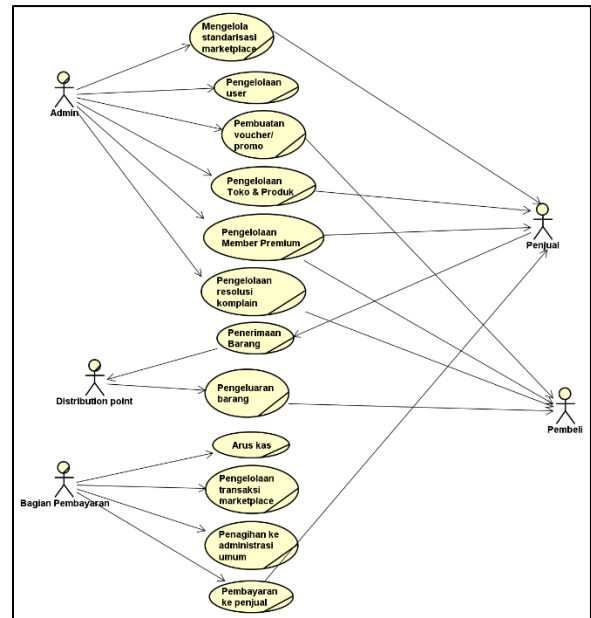 Mengelola
standarisasi
marketplace
Pengelolaan
user
Admin
Pembuatan
voucher/
promo
Pengelolaan
Toko & Produk
Pengelolaan
Member Premium
Penjual
Pengelolaan
resolusi
komplain
Penerimaan
Barang
Distribution point
Pengeluaran
barang
Pembeli
Arus kas
Bagian Pembayaran
Pengelolaan
transaksi
marketplace
Penagihan ke
administrasi
umum
Pembayaran
ke penjual